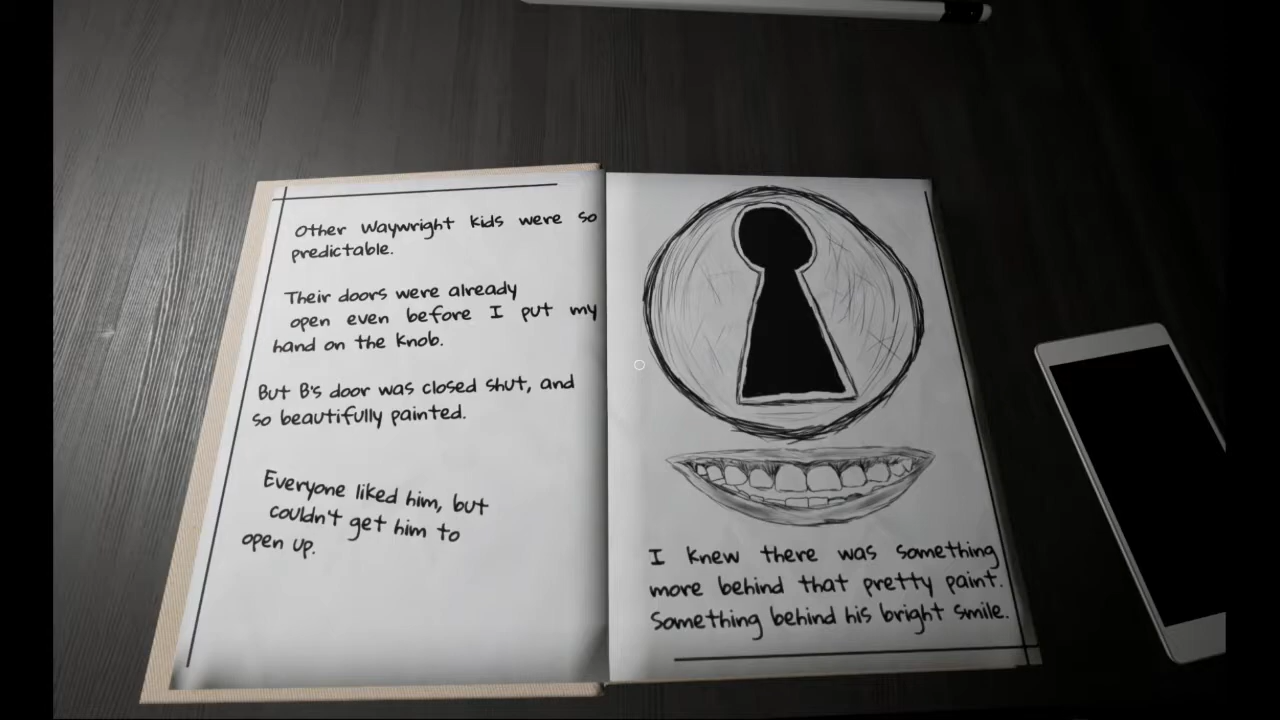 Other Waywright kids were so
predictable.
Their doors were already
open even before I put my
hand on the knob.
But B's door was closed shut, and
so beautifully painted.
Everyone liked him, but
couldn't get him to
open up.
I knew there was something
more behind that pretty paint.
Something behind his bright smile.